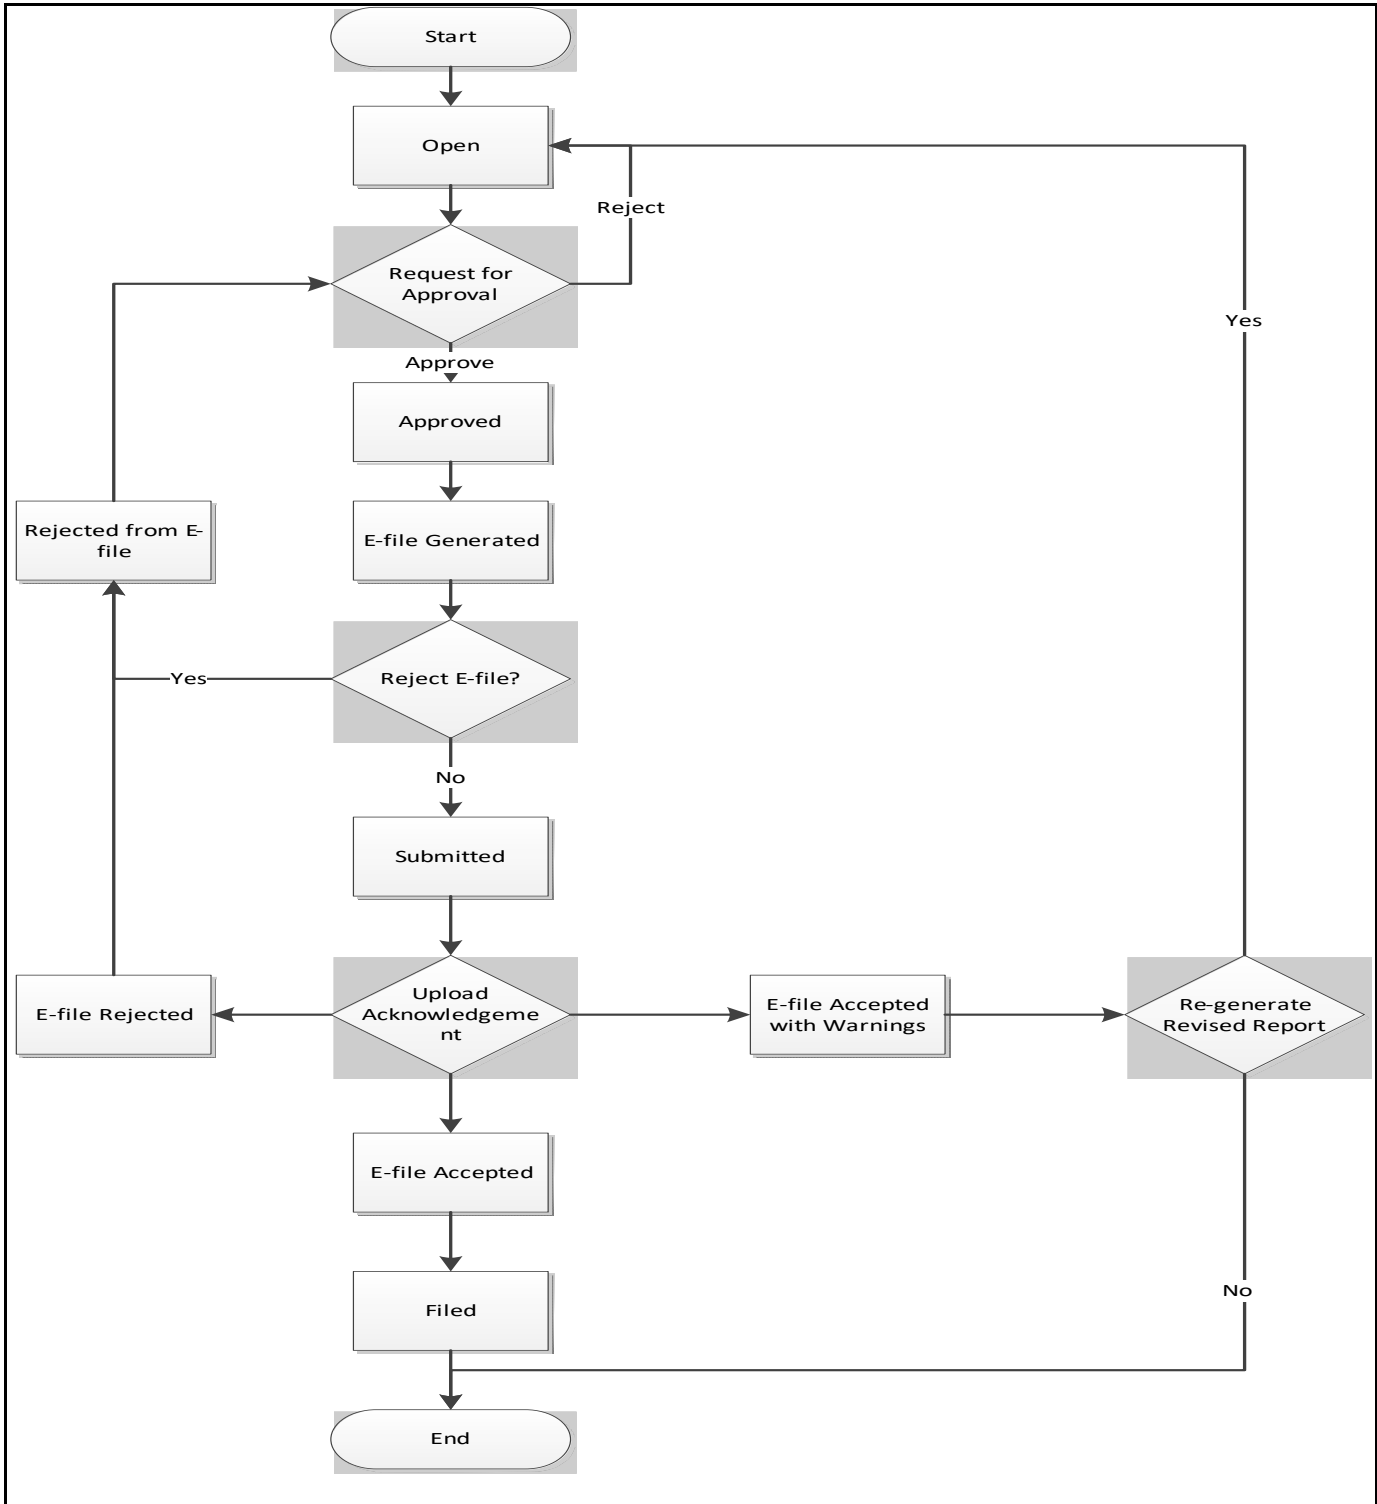 Start
Open
Reject
Request for
Approval
Yes
Approve
Approved
Rejected from E-
file
E-file Generated
Yes
Reject E-file?
No
Submitted
E-file Rejected
Upload
Acknowledgeme
nt
E-file Accepted
with Warnings
Re-generate
Revised Report
E-file Accepted
No
Filed
End